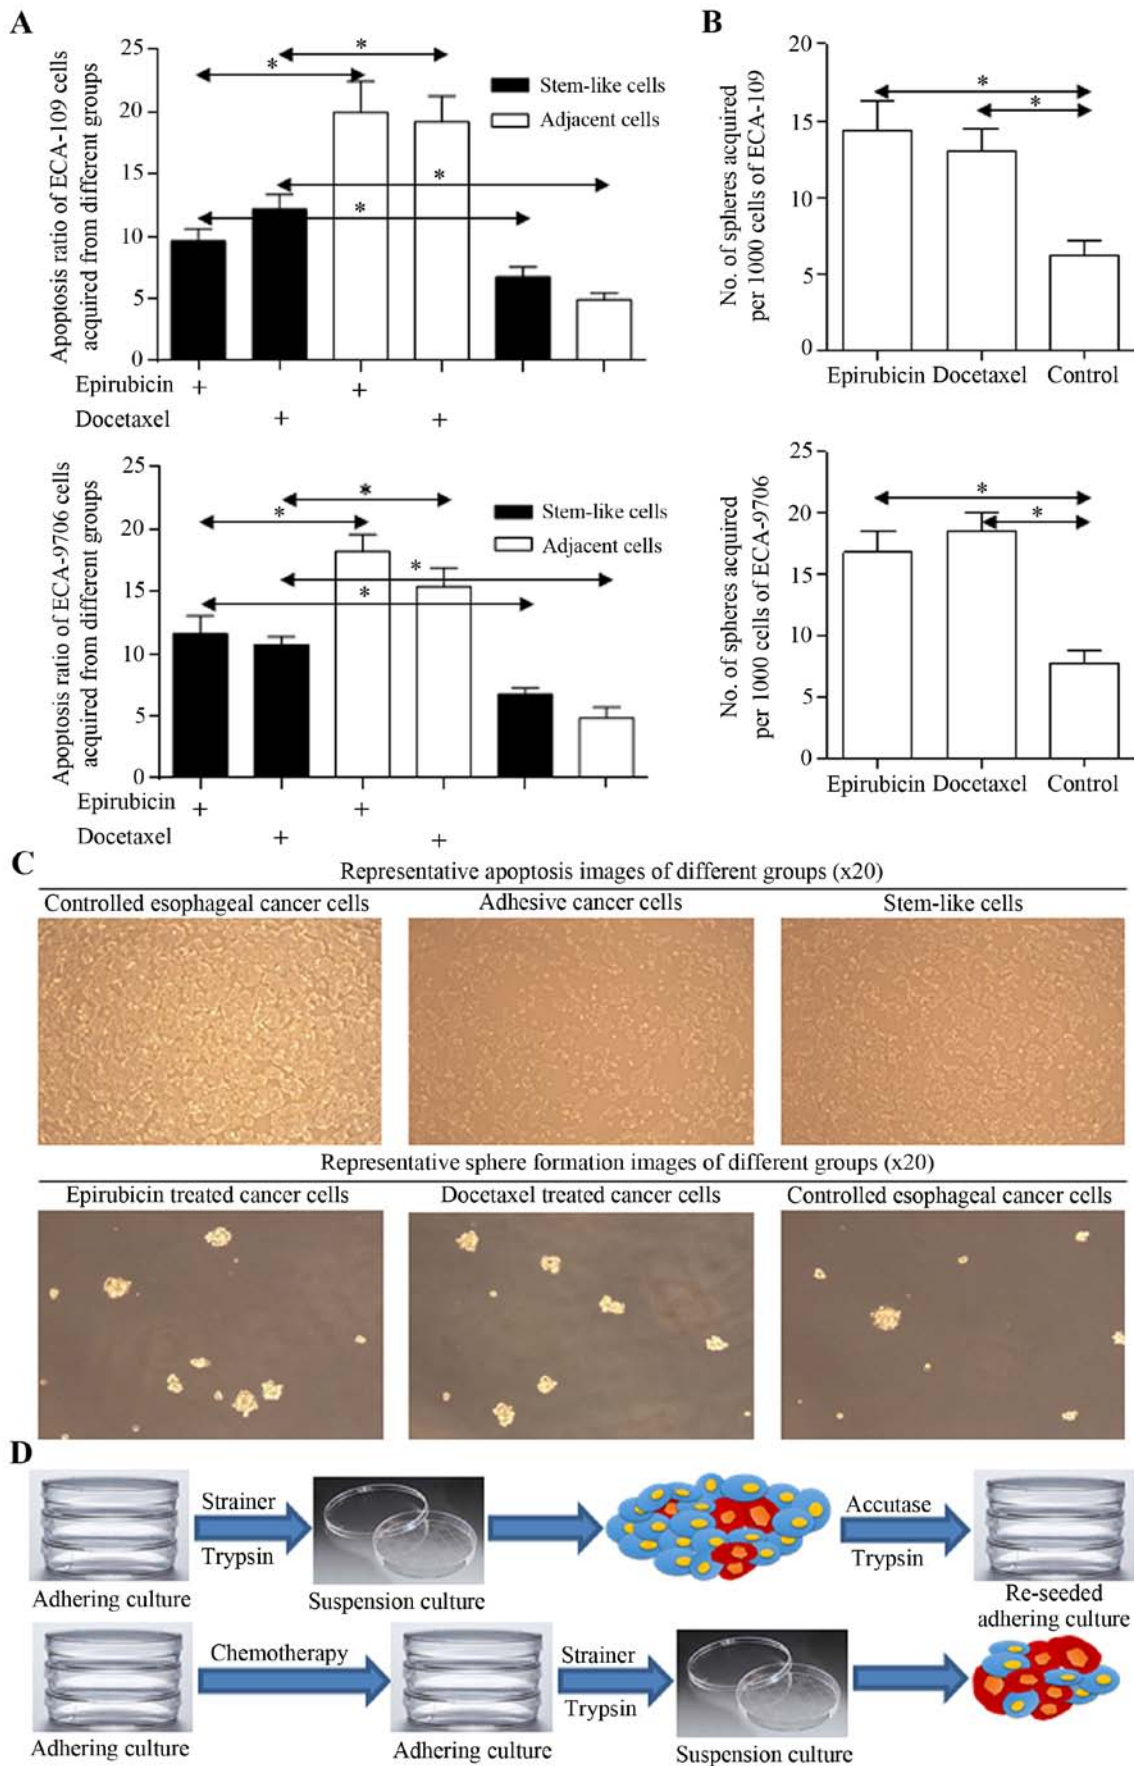 A
Apoptosis ratio of ECA-109 cells
acquired from different groups
25
20
15
10
5
0
*
*
*
*
Stem-like cells
Adjacent cells
Epirubicin + +
Docetaxel + +
B
No. of spheres acquired
per 1000 cells of ECA-109
20
15
10
5
0
*
*
Epirubicin Docetaxel Control
Apoptosis ratio of ECA-9706 cells
acquired from different groups
25
20
15
10
5
0
*
*
*
*
Stem-like cells
Adjacent cells
Epirubicin + +
Docetaxel + +
No. of spheres acquired
per 1000 cells of ECA-9706
25
20
15
10
5
0
*
*
Epirubicin Docetaxel Control
C
Representative apoptosis images of different groups (x20)
Controlled esophageal cancer cells
Adhesive cancer cells
Stem-like cells
Representative sphere formation images of different groups (x20)
Epirubicin treated cancer cells
Docetaxel treated cancer cells
Controlled esophageal cancer cells
D
Strainer
Trypsin
Accutase
Trypsin
Adhering culture
Suspension culture
Re-seeded
adhering culture
Chemotherapy
Strainer
Trypsin
Adhering culture
Adhering culture
Suspension culture